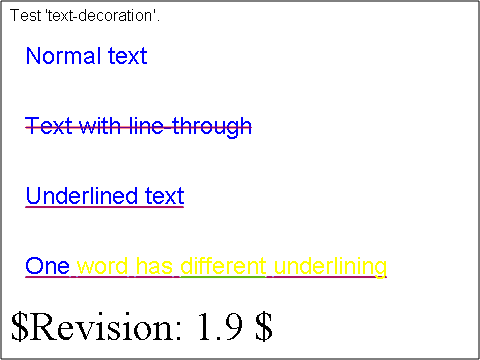 Test 'text-decoration'.
Normal text
Text with line-through
Underlined text
One word has different underlining
$Revision: 1.9 $